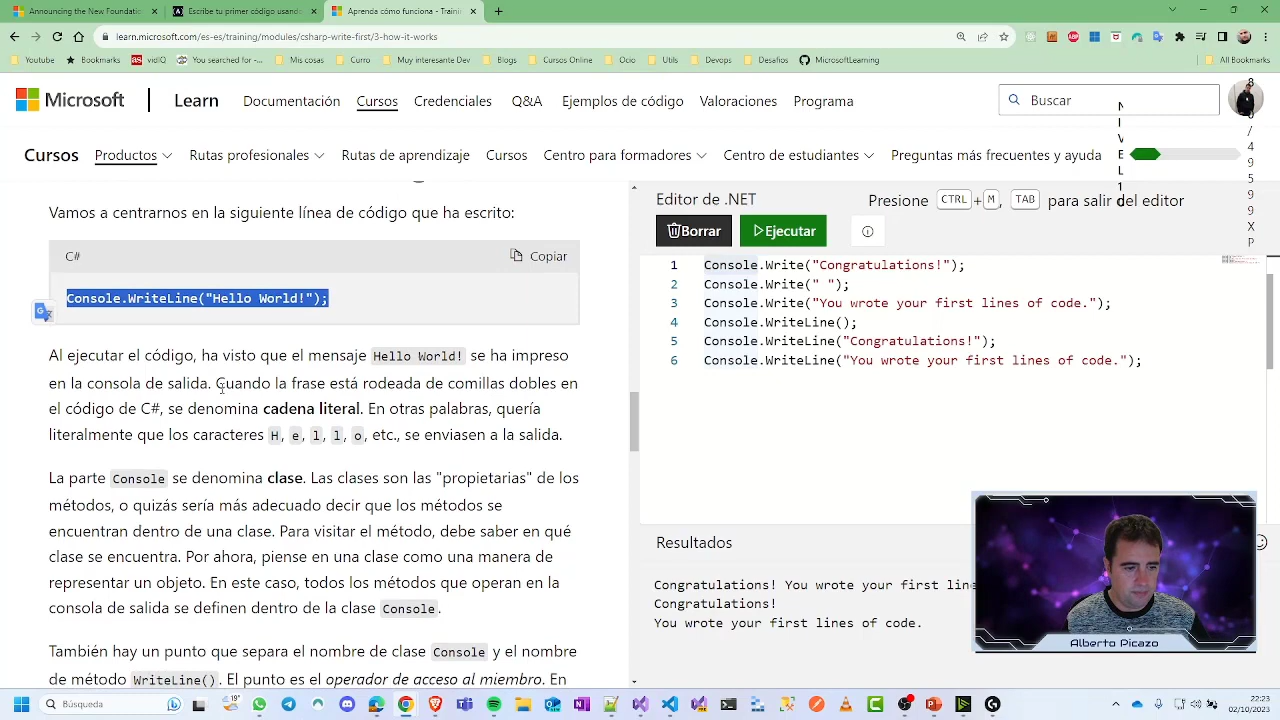 Announcing the New Foundatic
Escribe tu primer código usando
Aprenda cómo funciona - Trainin
learn.microsoft.com/es-es/training/modules/csharp-write-first/3-how-it-works
Youtube
Bookmarks
vidIQ
You searched for -...
Mis cosas
Curro
Muy interesante Dev
Blogs
Cursos Online
Ocio
Utils
Devops
Desafios
MicrosoftLearning
All Bookmarks
Microsoft
Learn
Documentación
Cursos
Credenciales
Q&A
Ejemplos de código
Valoraciones
Programa
Buscar
Cursos
Productos
Rutas profesionales
Rutas de aprendizaje
Cursos
Centro para formadores
Centro de estudiantes
Preguntas más frecuentes y ayuda
Vamos a centrarnos en la siguiente línea de código que ha escrito:
C#
Copiar
Console.WriteLine("Hello World!");
Al ejecutar el código, ha visto que el mensaje Hello World! se ha impreso
en la consola de salida. Cuando la frase está rodeada de comillas dobles en
el código de C#, se denomina cadena literal. En otras palabras, quería
literalmente que los caracteres H, e, l, l, o, etc., se enviasen a la salida.
La parte Console se denomina clase. Las clases son las "propietarias" de los
métodos, o quizás sería más adecuado decir que los métodos se
encuentran dentro de una clase. Para visitar el método, debe saber en qué
clase se encuentra. Por ahora, piense en una clase como una manera de
representar un objeto. En este caso, todos los métodos que operan en la
consola de salida se definen dentro de la clase Console.
También hay un punto que separa el nombre de clase Console y el nombre
de método WriteLine(). El punto es el operador de acceso al miembro. En
Editor de .NET
Presione CTRL + M, TAB para salir del editor
Borrar
Ejecutar
1 Console.Write("Congratulations!");
2 Console.Write(" ");
3 Console.Write("You wrote your first lines of code.");
4 Console.WriteLine();
5 Console.WriteLine("Congratulations!");
6 Console.WriteLine("You wrote your first lines of code.");
Resultados
Congratulations! You wrote your first line
Congratulations!
You wrote your first lines of code.
Alberto Picazo
Búsqueda
19°
22:23
02/10/2023